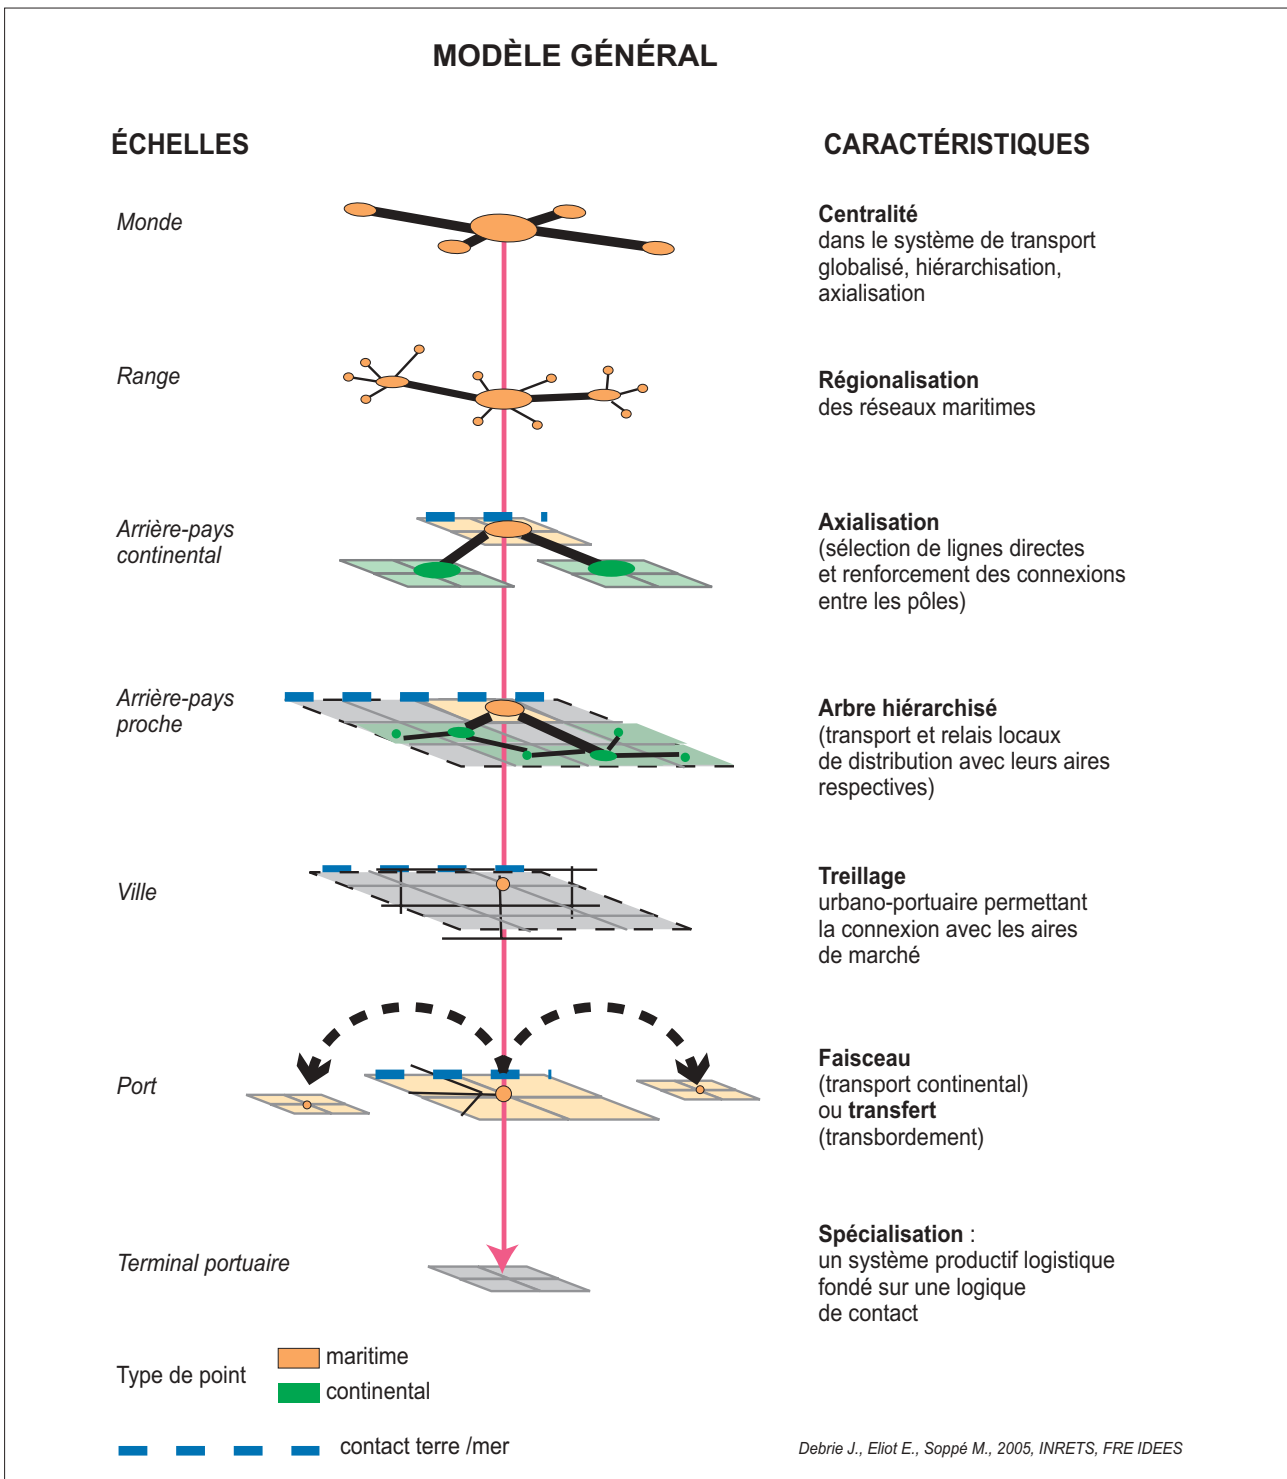 MODÈLE GÉNÉRAL
ÉCHELLES
CARACTÉRISTIQUES
Monde
Centralité
dans le système de transport
globalisé, hiérarchisation,
axialisation
Range
Régionalisation
des réseaux maritimes
Arrière-pays
continental
Axialisation
(sélection de lignes directes
et renforcement des connexions
entre les pôles)
Arrière-pays
proche
Arbre hiérarchisé
(transport et relais locaux
de distribution avec leurs aires
respectives)
Ville
Treillage
urbano-portuaire permettant
la connexion avec les aires
de marché
Port
Faisceau
(transport continental)
ou transfert
(transbordement)
Terminal portuaire
Spécialisation :
un système productif logistique
fondé sur une logique
de contact
Type de point
maritime
continental
contact terre /mer
Debrie J., Eliot E., Soppé M., 2005, INRETS, FRE IDEES